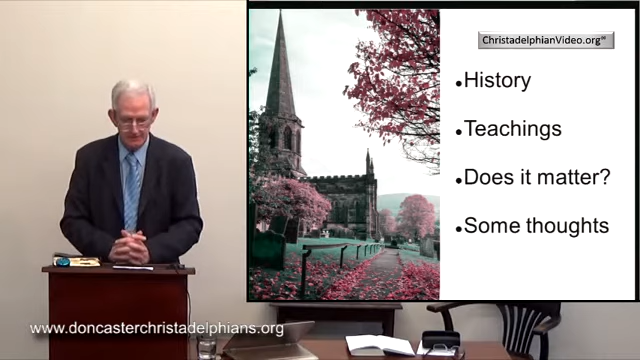 ChristadelphianVideo.org
•History
•Teachings
•Does it matter?
•Some thoughts
www.doncasterchristadelphians.org